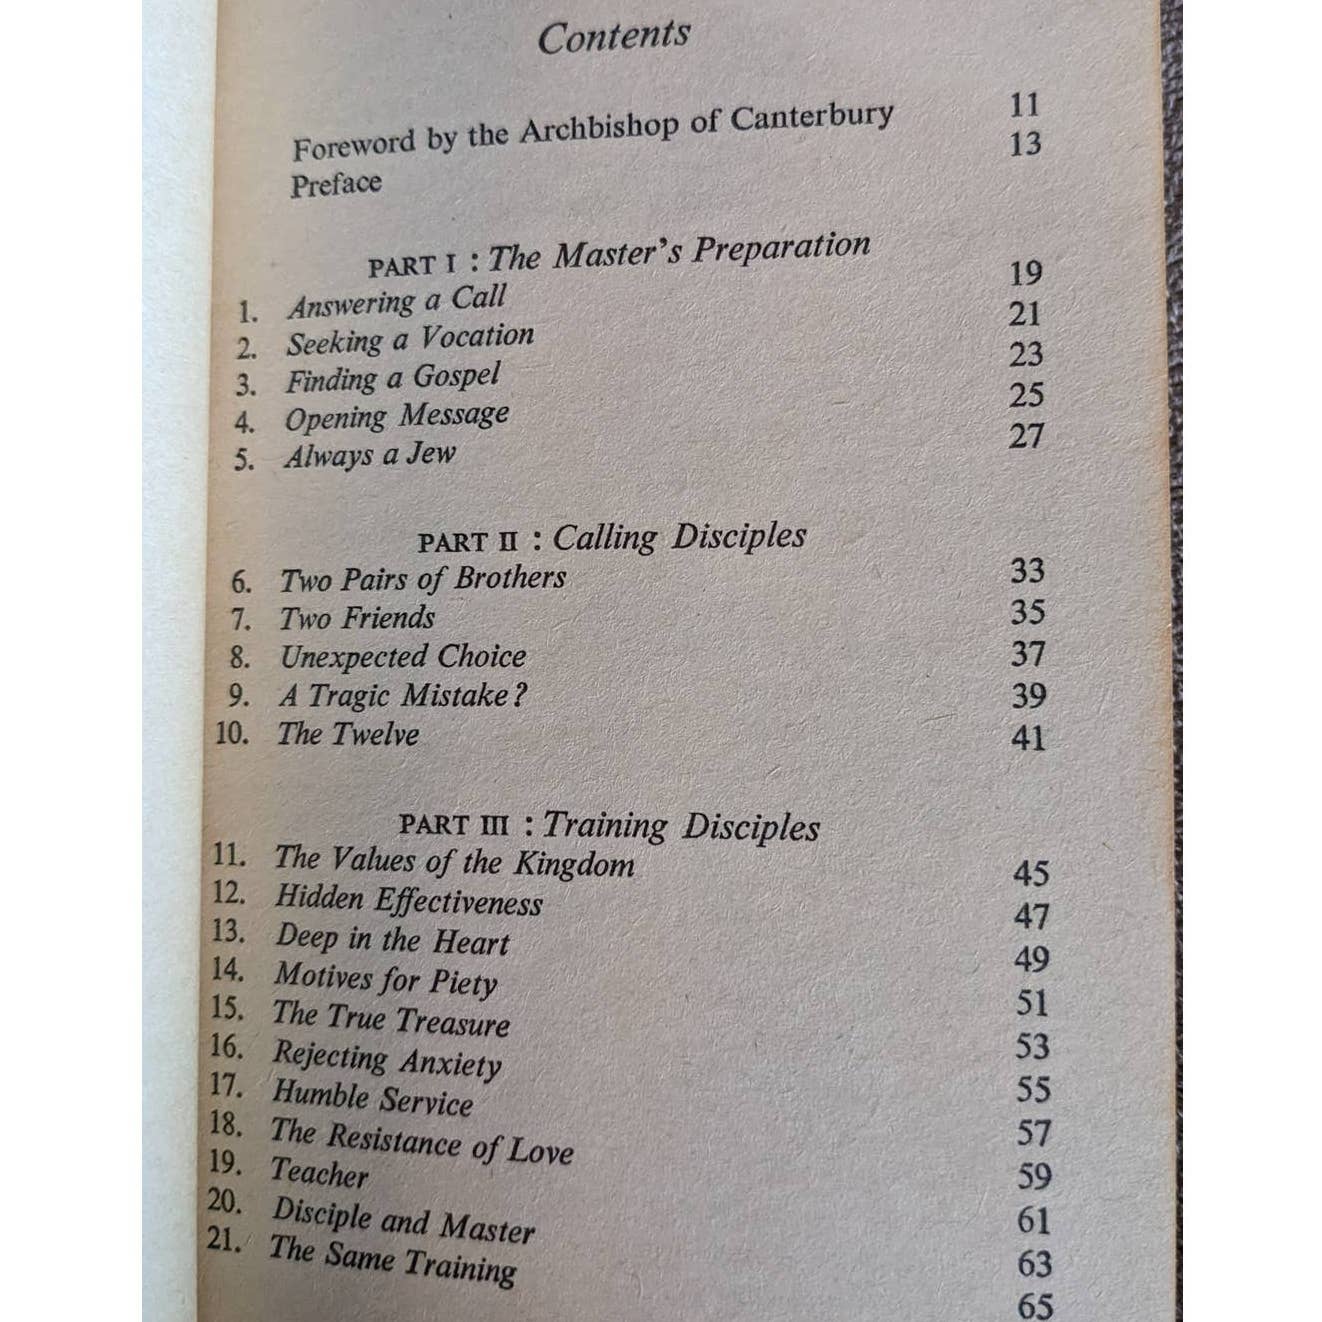 Contents
Foreword by the Archbishop of Canterbury 11
Preface 13
PART I : The Master's Preparation
1. Answering a Call 19
2. Seeking a Vocation 21
3. Finding a Gospel 23
4. Opening Message 25
5. Always a Jew 27
PART II : Calling Disciples
6. Two Pairs of Brothers 33
7. Two Friends 35
8. Unexpected Choice 37
9. A Tragic Mistake? 39
10. The Twelve 41
PART III : Training Disciples
11. The Values of the Kingdom 45
12. Hidden Effectiveness 47
13. Deep in the Heart 49
14. Motives for Piety 51
15. The True Treasure 53
16. Rejecting Anxiety 55
17. Humble Service 57
18. The Resistance of Love 59
19. Teacher 61
20. Disciple and Master 63
21. The Same Training 65